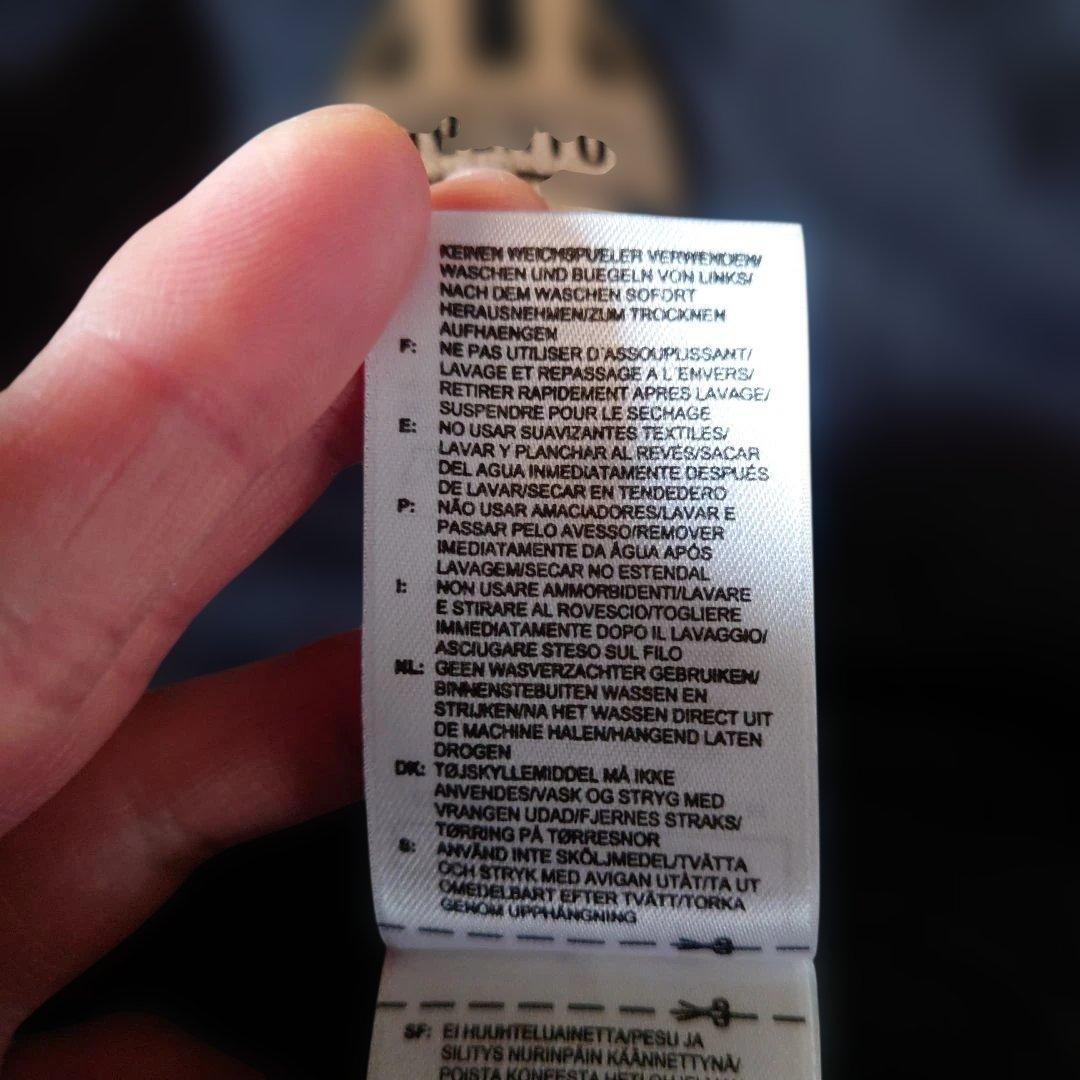 KEINEN WEICHSPUELER VERWENDEN/
WASCHEN UND BUEGELN VON LINKS/
NACH DEM WASCHEN SOFORT
HERAUSNEHMEN/ZUM TROCKNEN
AUFHAENGEN
F: NE PAS UTILISER D'ASSOUPLISSANT/
LAVAGE ET REPASSAGE A L'ENVERS/
RETIRER RAPIDEMENT APRES LAVAGE/
SUSPENDRE POUR LE SECHAGE
E: NO USAR SUAVIZANTES TEXTILES/
LAVAR Y PLANCHAR AL REVÉS/SACAR
DEL AGUA INMEDIATAMENTE DESPUÉS
DE LAVAR/SECAR EN TENDEDERO
P: NÃO USAR AMACIADORES/LAVAR E
PASSAR PELO AVESSO/REMOVER
IMEDIATAMENTE DA ÁGUA APÓS
LAVAGEM/SECAR NO ESTENDAL
I: NON USARE AMMORBIDENTI/LAVARE
E STIRARE AL ROVESCIO/TOGLIERE
IMMEDIATAMENTE DOPO IL LAVAGGIO/
ASCIUGARE STESO SUL FILO
NL: GEEN WASVERZACHTER GEBRUIKEN/
BINNENSTEBUITEN WASSEN EN
STRIJKEN/NA HET WASSEN DIRECT UIT
DE MACHINE HALEN/HANGEND LATEN
DROGEN
DK: TØJSKYLLEMIDDEL MÅ IKKE
ANVENDES/VASK OG STRYG MED
VRANGEN UDAD/FJERNES STRAKS/
TØRRING PÅ TØRRESNOR
S: ANVÄND INTE SKÖLJMEDEL/TVÄTTA
OCH STRYK MED AVIGAN UTÅT/TA UT
OMEDELBART EFTER TVÄTT/TORKA
GENOM UPPHÄNGNING
SF: EI HUUHTELUAINETTA/PESU JA
SILITYS NURINPÄIN KÄÄNNETTYNÄ/
POISTA KONEESTA